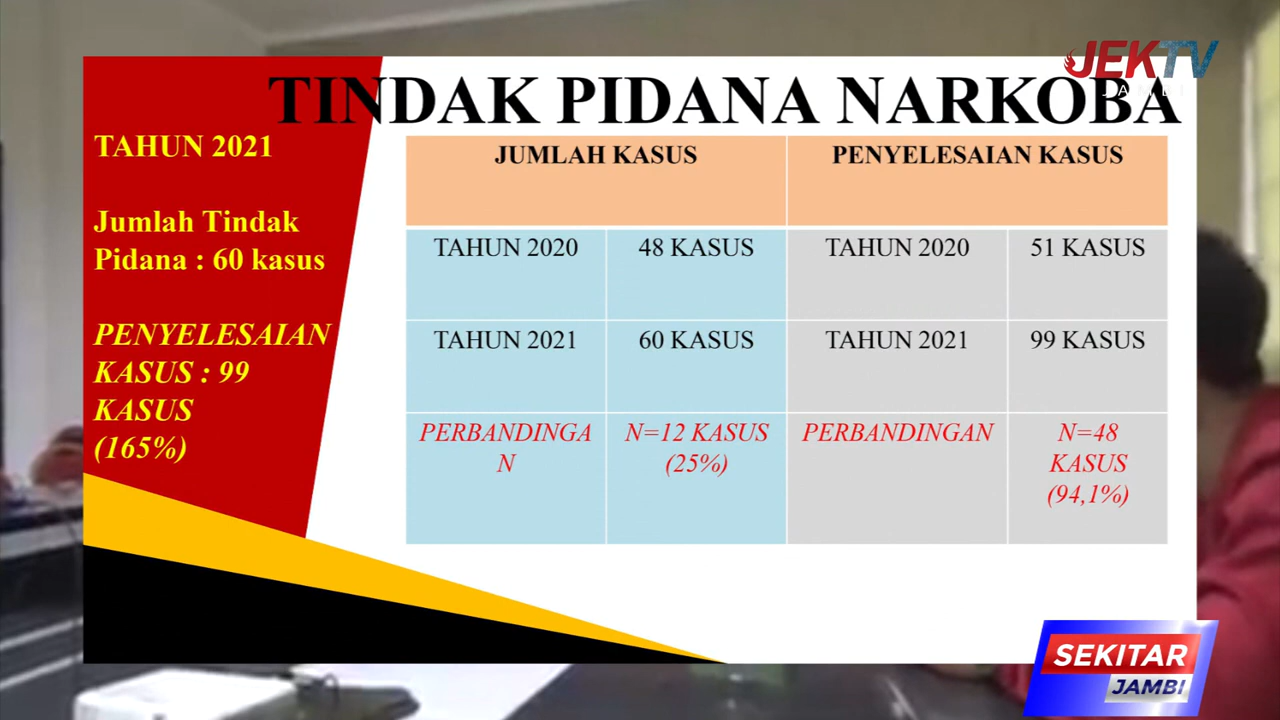 JEKTV
JAMBI
TINDAK PIDANA NARKOBA
TAHUN 2021
Jumlah Tindak
Pidana : 60 kasus
PENYELESAIAN
KASUS : 99
KASUS
(165%)
JUMLAH KASUS
PENYELESAIAN KASUS
TAHUN 2020
48 KASUS
TAHUN 2020
51 KASUS
TAHUN 2021
60 KASUS
TAHUN 2021
99 KASUS
PERBANDINGA
N
N=12 KASUS
(25%)
PERBANDINGAN
N=48
KASUS
(94,1%)
SEKITAR
JAMBI